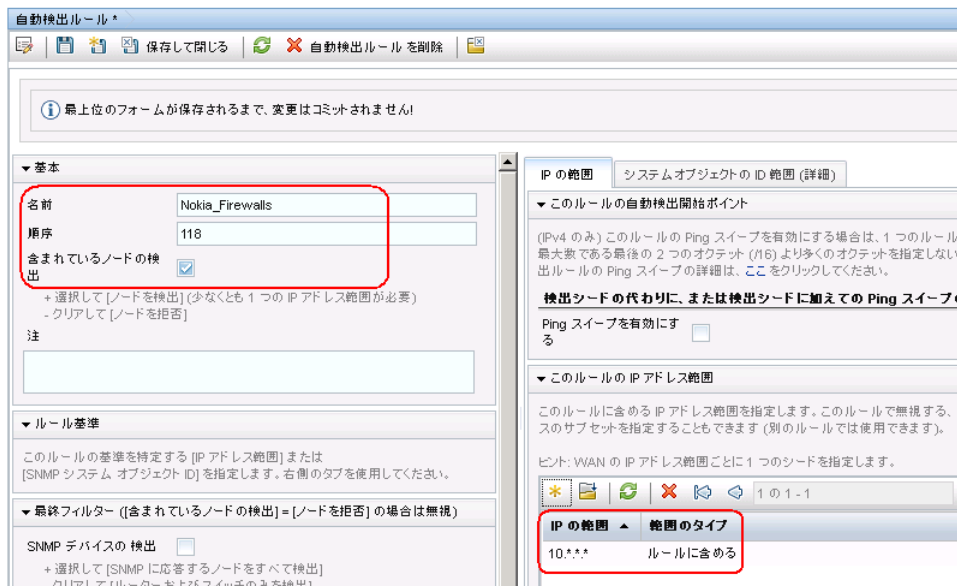 自動検出ルール *
保存して閉じる
自動検出ルール を削除
最上位のフォームが保存されるまで、変更はコミットされません!
基本
名前
Nokia_Firewalls
順序
118
含まれているノードの検
出
+ 選択して [ノードを検出] (少なくとも 1 つの IP アドレス範囲が必要)
- クリアして [ノードを拒否]
注
ルール基準
このルールの基準を特定する [IP アドレス範囲] または
[SNMP システム オブジェクト ID] を指定します。右側のタブを使用してください。
最終フィルター ([含まれているノードの検出] = [ノードを拒否] の場合は無視)
SNMP デバイスの 検出
+ 選択して [SNMP に応答するノードをすべて検出]
- クリアして [ルーターおよびスイッチのみを検出]
IP の範囲
システムオブジェクトの ID 範囲 (詳細)
このルールの自動検出開始ポイント
(IPv4 のみ) このルールの Ping スイープを有効にする場合は、1 つのルール
最大数である最後の 2 つのオクテット (/16) より多くのオクテットを指定しない
出ルールの Ping スイープの詳細は、ここ をクリックしてください。
検出シードの代わりに、または検出シードに加えての Ping スイープの
Ping スイープを有効にす
る
このルールの IP アドレス範囲
このルールに含める IP アドレス範囲を指定します。このルールで無視する、
スのサブセットを指定することもできます (別のルールでは使用できます)。
ヒント: WAN の IP アドレス範囲ごとに 1 つのシードを指定します。
1 の 1 - 1
IP の範囲
範囲のタイプ
10.*.*.*
ルールに含める